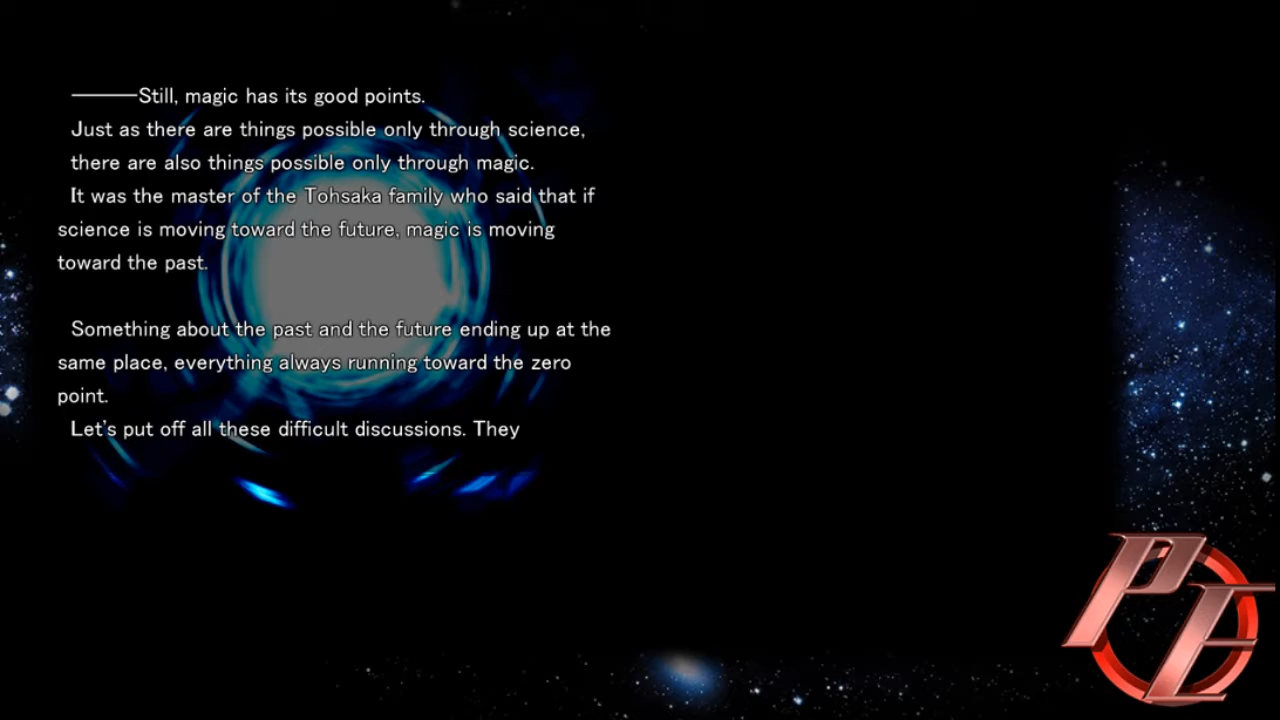 ―――Still, magic has its good points.
Just as there are things possible only through science,
there are also things possible only through magic.
It was the master of the Tohsaka family who said that if
science is moving toward the future, magic is moving
toward the past.
Something about the past and the future ending up at the
same place, everything always running toward the zero
point.
Let's put off all these difficult discussions. They
PE